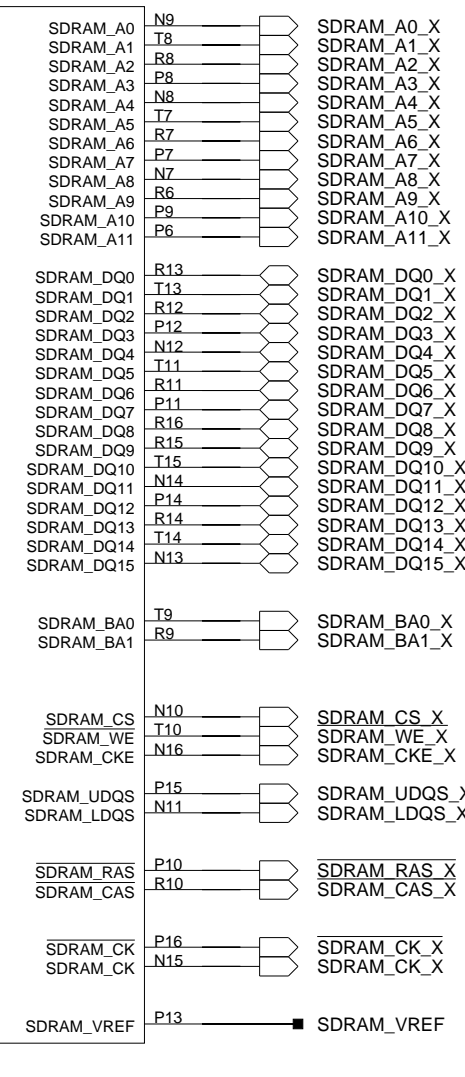 SDRAM_A0 N9 SDRAM_A0_X
SDRAM_A1 T8 SDRAM_A1_X
SDRAM_A2 R8 SDRAM_A2_X
SDRAM_A3 P8 SDRAM_A3_X
SDRAM_A4 N8 SDRAM_A4_X
SDRAM_A5 T7 SDRAM_A5_X
SDRAM_A6 R7 SDRAM_A6_X
SDRAM_A7 P7 SDRAM_A7_X
SDRAM_A8 N7 SDRAM_A8_X
SDRAM_A9 R6 SDRAM_A9_X
SDRAM_A10 P9 SDRAM_A10_X
SDRAM_A11 P6 SDRAM_A11_X
SDRAM_DQ0 R13 SDRAM_DQ0_X
SDRAM_DQ1 T13 SDRAM_DQ1_X
SDRAM_DQ2 R12 SDRAM_DQ2_X
SDRAM_DQ3 P12 SDRAM_DQ3_X
SDRAM_DQ4 N12 SDRAM_DQ4_X
SDRAM_DQ5 T11 SDRAM_DQ5_X
SDRAM_DQ6 R11 SDRAM_DQ6_X
SDRAM_DQ7 P11 SDRAM_DQ7_X
SDRAM_DQ8 R16 SDRAM_DQ8_X
SDRAM_DQ9 R15 SDRAM_DQ9_X
SDRAM_DQ10 T15 SDRAM_DQ10_X
SDRAM_DQ11 N14 SDRAM_DQ11_X
SDRAM_DQ12 P14 SDRAM_DQ12_X
SDRAM_DQ13 R14 SDRAM_DQ13_X
SDRAM_DQ14 T14 SDRAM_DQ14_X
SDRAM_DQ15 N13 SDRAM_DQ15_X
SDRAM_BA0 T9 SDRAM_BA0_X
SDRAM_BA1 R9 SDRAM_BA1_X
SDRAM_CS N10 SDRAM_CS_X
SDRAM_WE T10 SDRAM_WE_X
SDRAM_CKE N16 SDRAM_CKE_X
SDRAM_UDQS P15 SDRAM_UDQS_X
SDRAM_LDQS N11 SDRAM_LDQS_X
SDRAM_RAS P10 SDRAM_RAS_X
SDRAM_CAS R10 SDRAM_CAS_X
SDRAM_CK P16 SDRAM_CK_X
SDRAM_CK N15 SDRAM_CK_X
SDRAM_VREF P13 SDRAM_VREF